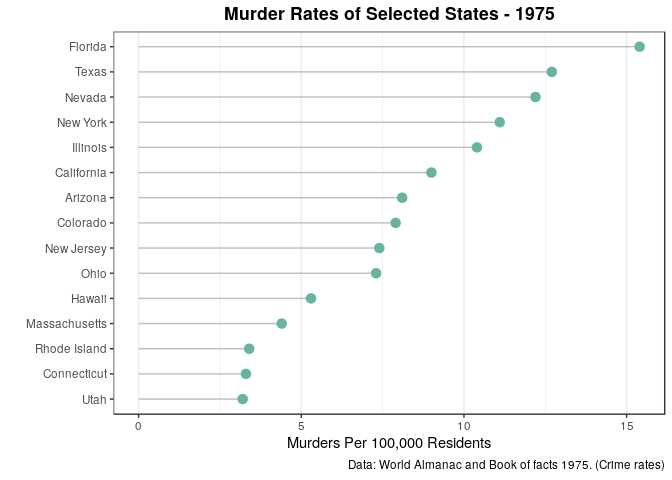 Murder Rates of Selected States - 1975
Florida
Texas
Nevada
New York
Illinois
California
Arizona
Colorado
New Jersey
Ohio
Hawaii
Massachusetts
Rhode Island
Connecticut
Utah
0 5 10 15
Murders Per 100,000 Residents
Data: World Almanac and Book of facts 1975. (Crime rates)